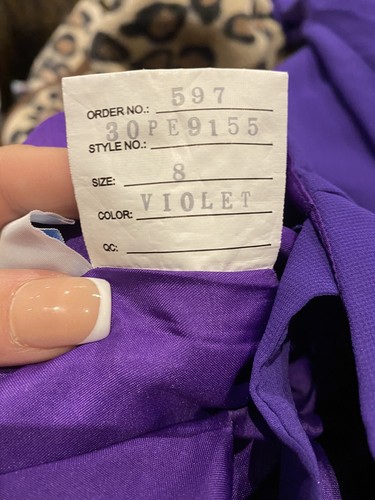 ORDER NO.: 597
30PE9155
STYLE NO.:
SIZE: 8
COLOR: VIOLET
QC: